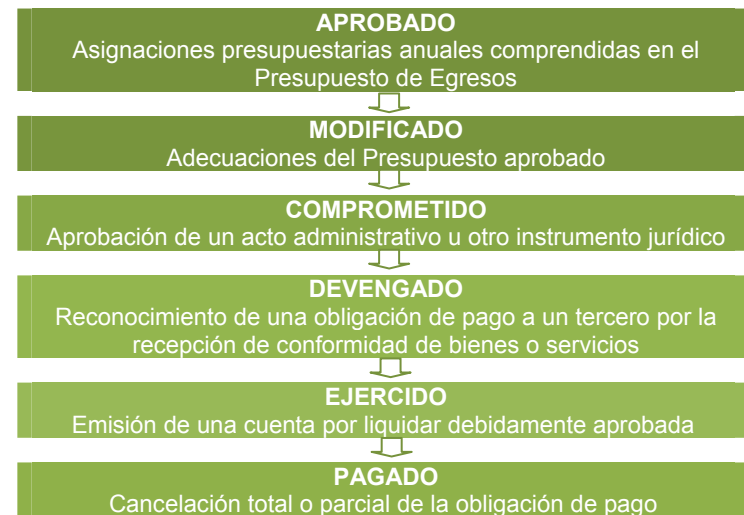 APROBADO
Asignaciones presupuestarias anuales comprendidas en el
Presupuesto de Egresos
MODIFICADO
Adecuaciones del Presupuesto aprobado
COMPROMETIDO
Aprobación de un acto administrativo u otro instrumento jurídico
DEVENGADO
Reconocimiento de una obligación de pago a un tercero por la
recepción de conformidad de bienes o servicios
EJERCIDO
Emisión de una cuenta por liquidar debidamente aprobada
PAGADO
Cancelación total o parcial de la obligación de pago